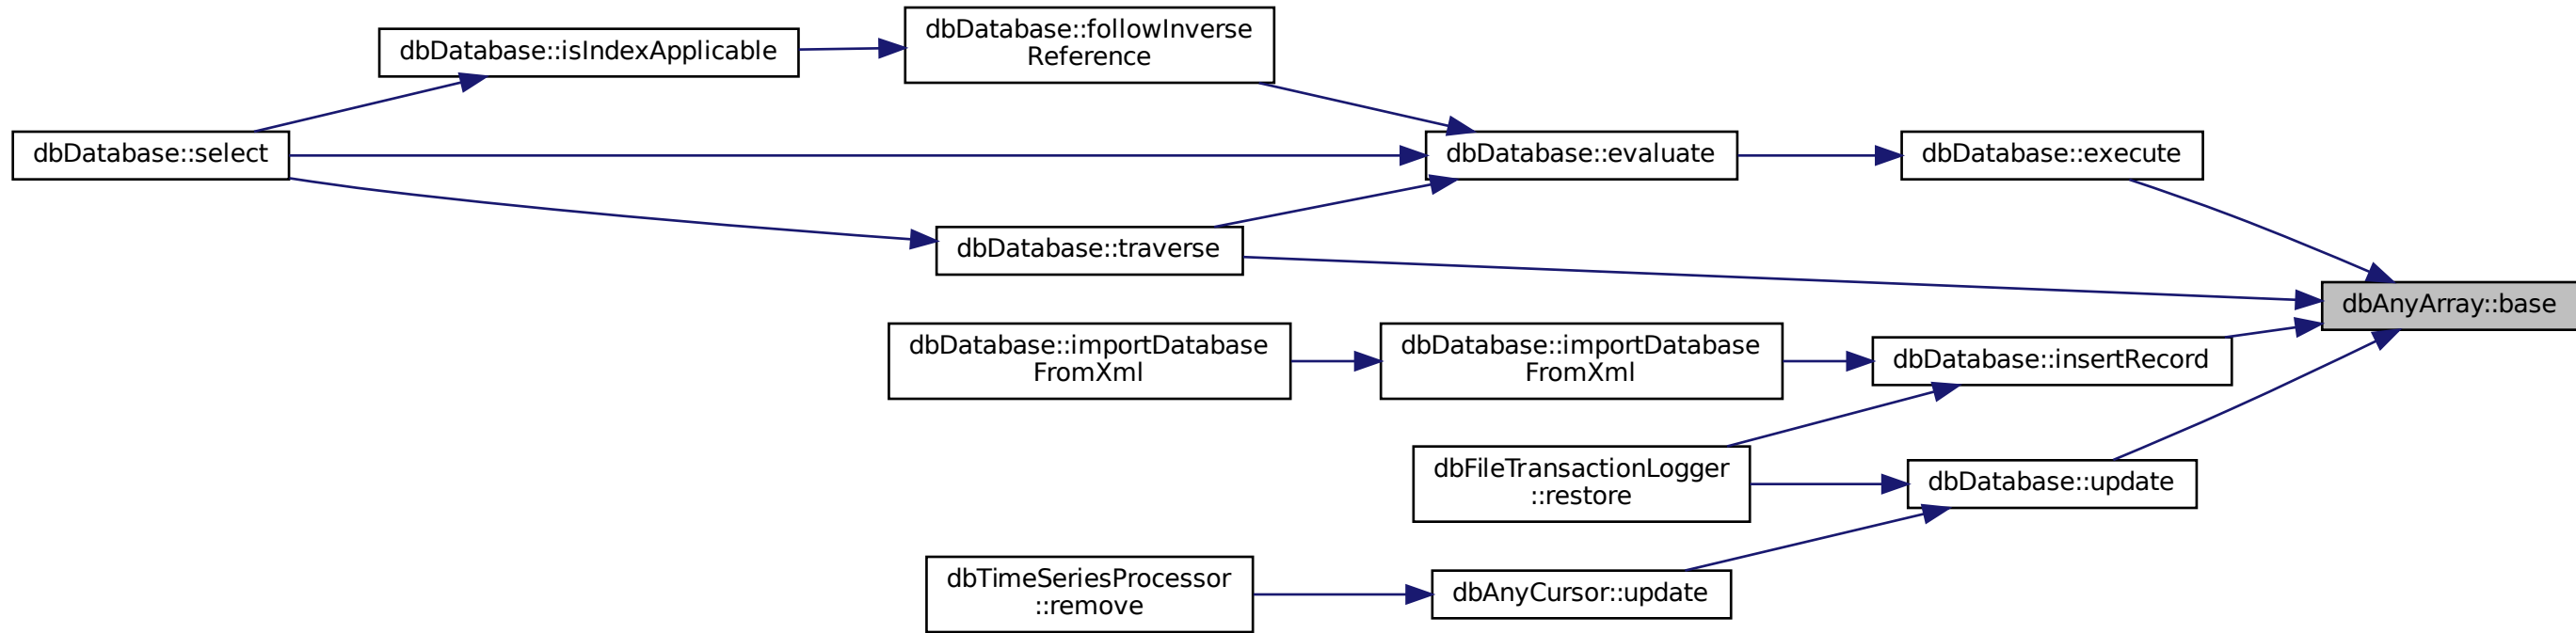 dbDatabase::followInverse
Reference
dbDatabase::isIndexApplicable
dbDatabase::select
dbDatabase::evaluate
dbDatabase::execute
dbDatabase::traverse
dbAnyArray::base
dbDatabase::importDatabase
FromXml
dbDatabase::importDatabase
FromXml
dbDatabase::insertRecord
dbFileTransactionLogger
::restore
dbDatabase::update
dbTimeSeriesProcessor
::remove
dbAnyCursor::update